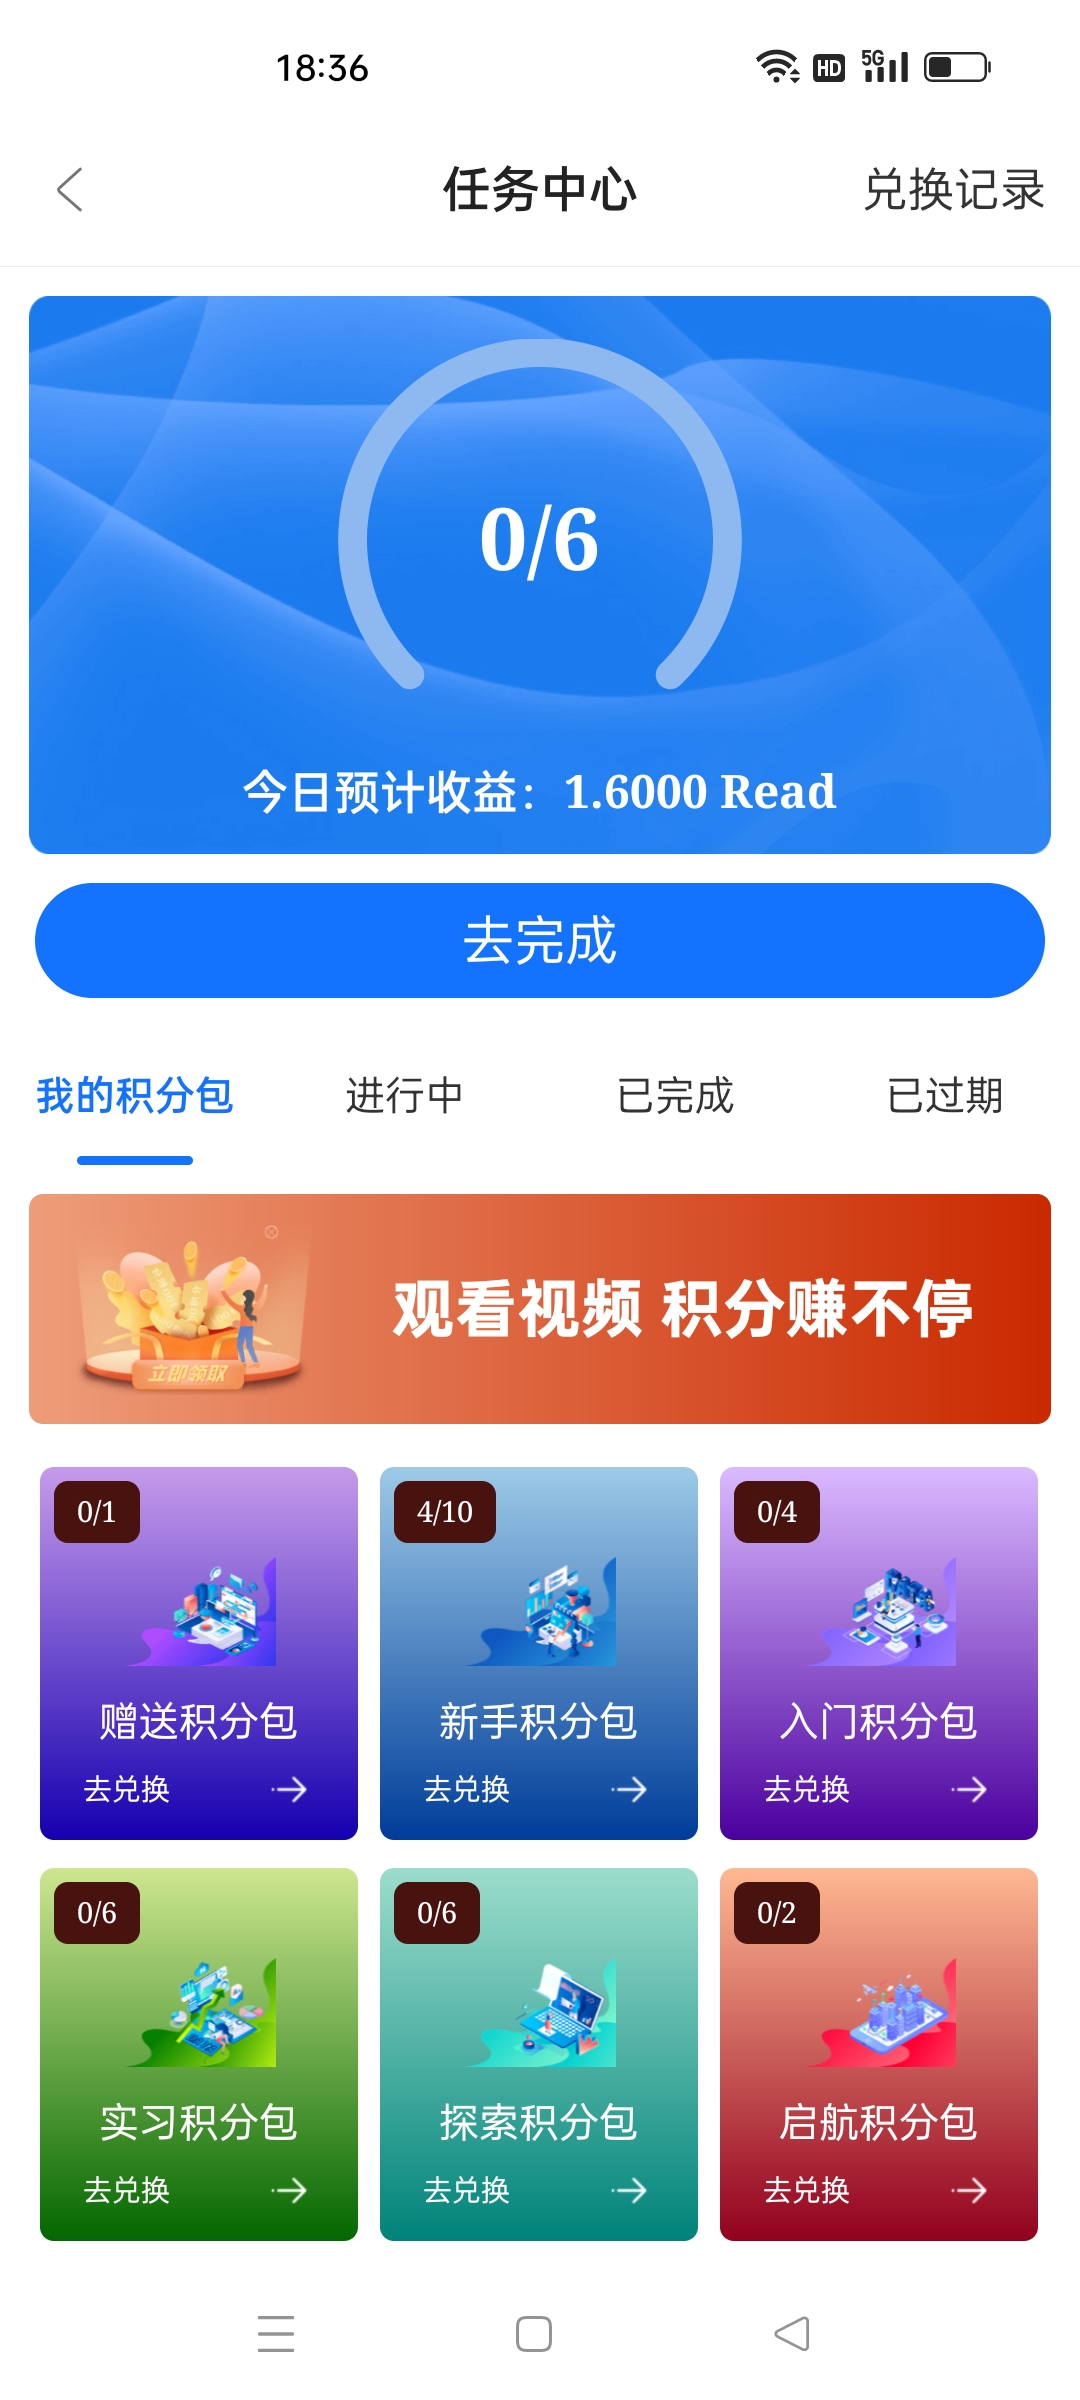 18:36
HD 5G
任务中心 兑换记录
0/6
今日预计收益：1.6000 Read
去完成
我的积分包 进行中 已完成 已过期
观看视频 积分赚不停
立即领取
0/1 4/10 0/4
赠送积分包 新手积分包 入门积分包
去兑换 去兑换 去兑换
0/6 0/6 0/2
实习积分包 探索积分包 启航积分包
去兑换 去兑换 去兑换